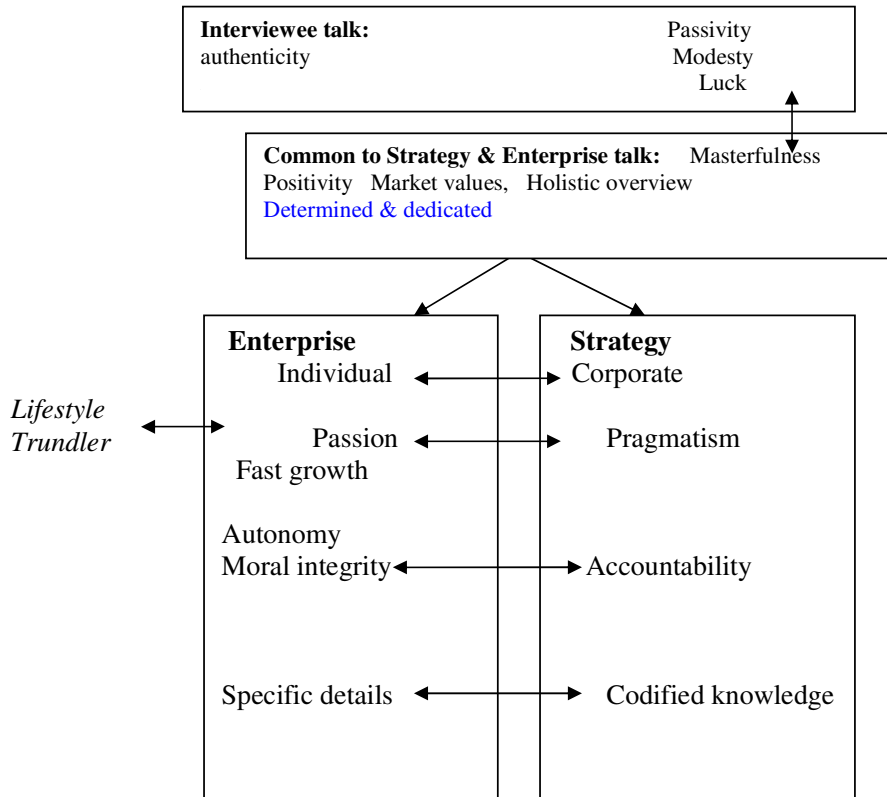 Interviewee talk: Passivity
authenticity Modesty
Luck
Common to Strategy & Enterprise talk: Masterfulness
Positivity Market values, Holistic overview
Determined & dedicated
Enterprise Strategy
Individual Corporate
Lifestyle
Trundler
Passion Pragmatism
Fast growth
Autonomy
Moral integrity Accountability
Specific details Codified knowledge